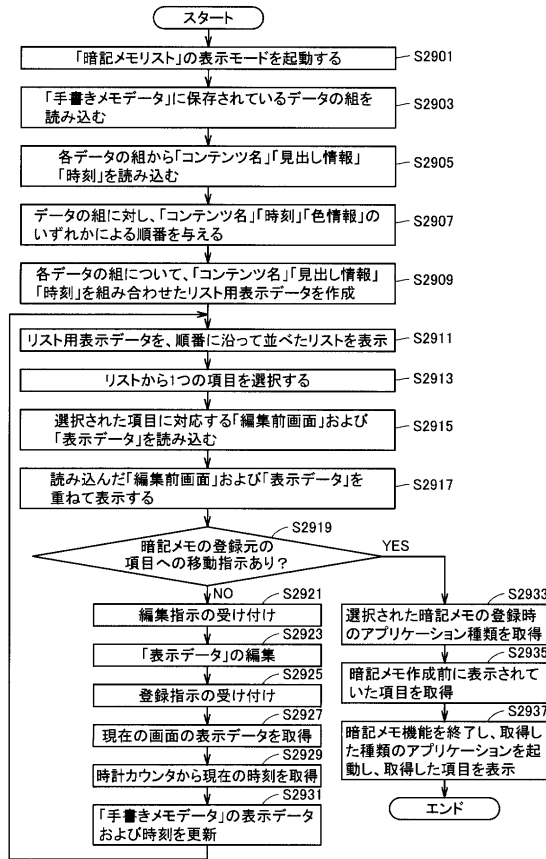 スタート
「暗記メモリスト」の表示モードを起動する
S2901
「手書きメモデータ」に保存されているデータの組を
読み込む
S2903
各データの組から「コンテンツ名」「見出し情報」
「時刻」を読み込む
S2905
データの組に対し、「コンテンツ名」「時刻」「色情報」の
いずれかによる順番を与える
S2907
各データの組について、「コンテンツ名」「見出し情報」
「時刻」を組み合わせたリスト用表示データを作成
S2909
リスト用表示データを、順番に沿って並べたリストを表示
S2911
リストから1つの項目を選択する
S2913
選択された項目に対応する「編集前画面」および
「表示データ」を読み込む
S2915
読み込んだ「編集前画面」および「表示データ」を
重ねて表示する
S2917
S2919
暗記メモの登録元の
項目への移動指示あり?
YES
NO
S2921
編集指示の受け付け
S2923
「表示データ」の編集
S2925
登録指示の受け付け
S2927
現在の画面の表示データを取得
S2929
時計カウンタから現在の時刻を取得
S2931
「手書きメモデータ」の表示データ
および時刻を更新
S2933
選択された暗記メモの登録時
のアプリケーション種類を取得
S2935
暗記メモ作成前に表示されて
いた項目を取得
S2937
暗記メモ機能を終了し、取得し
た種類のアプリケーションを起
動し、取得した項目を表示
エンド